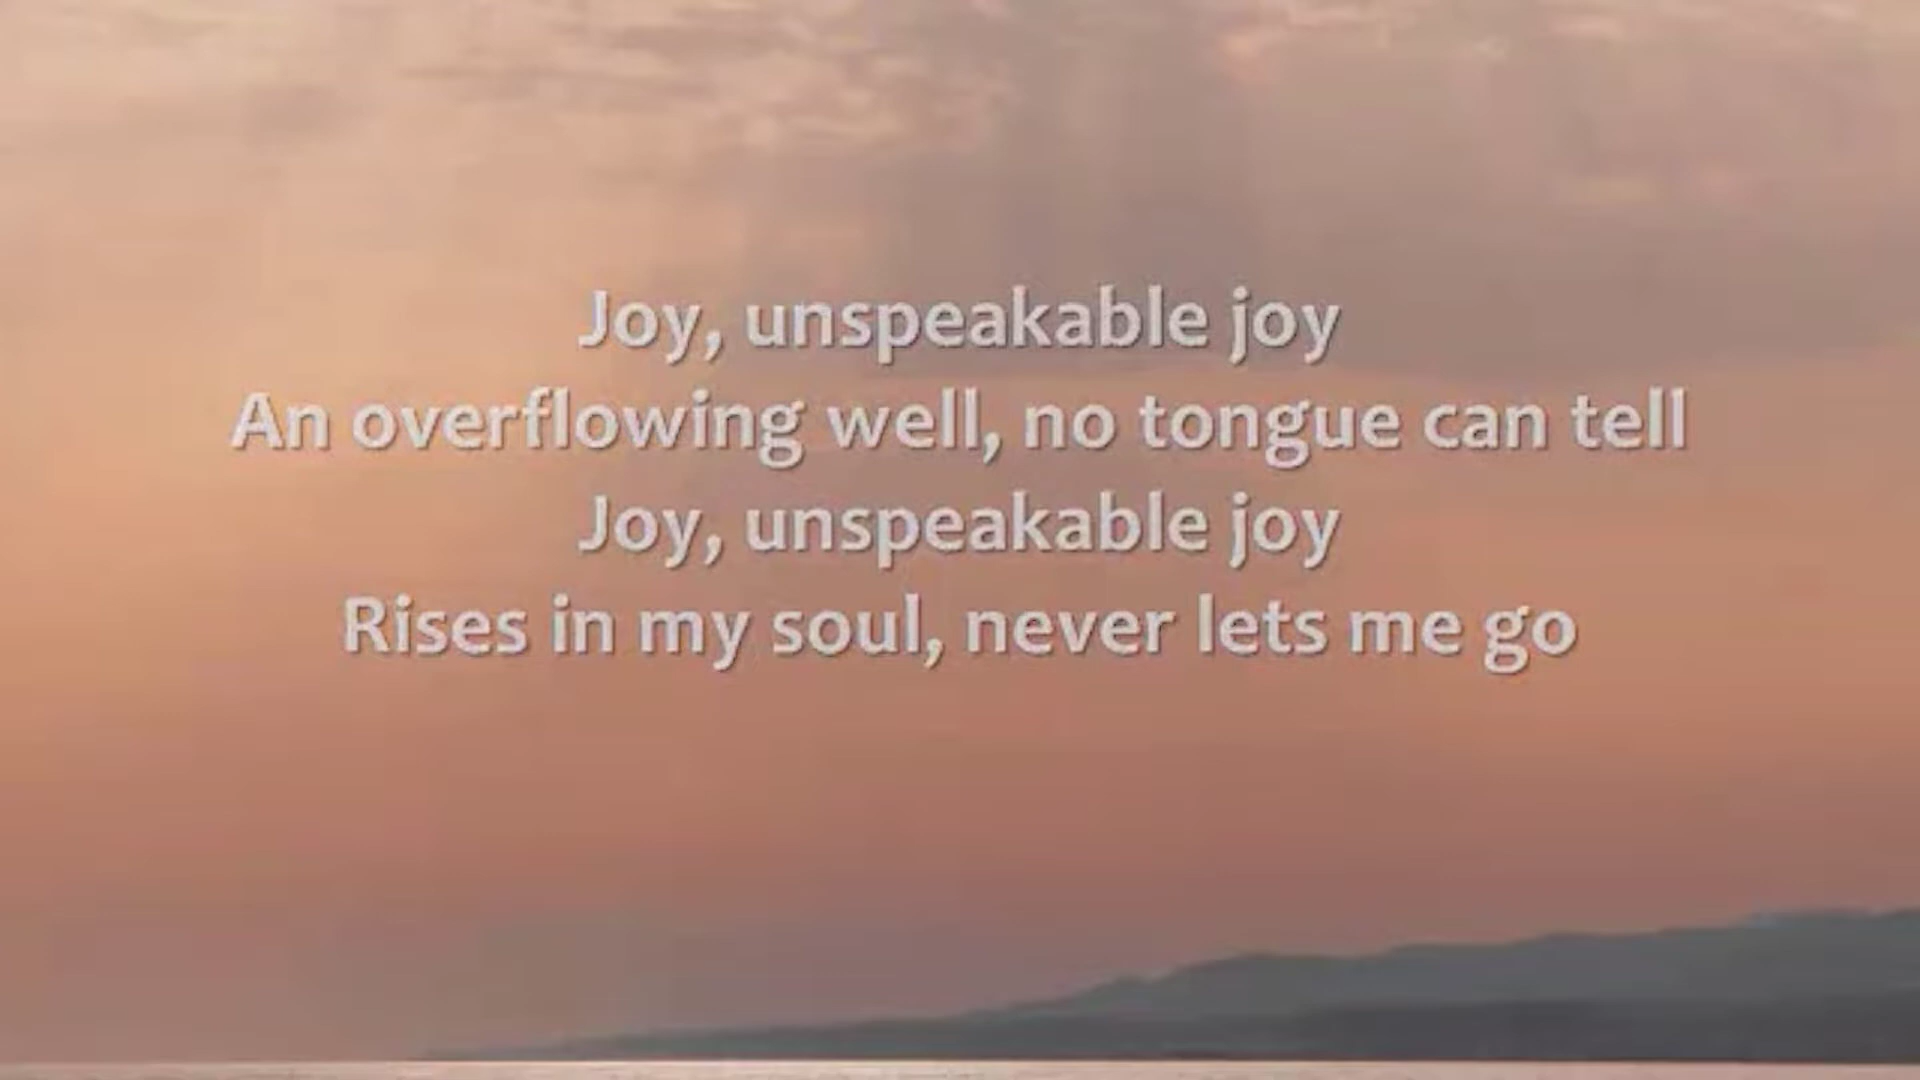 Joy, unspeakable joy
An overflowing well, no tongue can tell
Joy, unspeakable joy
Rises in my soul, never lets me go